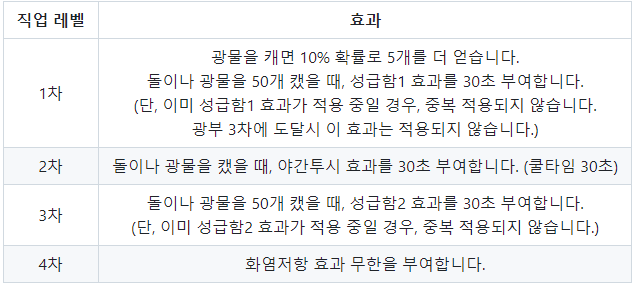 직업 레벨 효과
1차
광물을 캐면 10% 확률로 5개를 더 얻습니다.
돌이나 광물을 50개 캤을 때, 성급함1 효과를 30초 부여합니다.
(단, 이미 성급함1 효과가 적용 중일 경우, 중복 적용되지 않습니다.
광부 3차에 도달시 이 효과는 적용되지 않습니다.)
2차 돌이나 광물을 캤을 때, 야간투시 효과를 30초 부여합니다. (쿨타임 30초)
3차
돌이나 광물을 50개 캤을 때, 성급함2 효과를 30초 부여합니다.
(단, 이미 성급함2 효과가 적용 중일 경우, 중복 적용되지 않습니다.)
4차 화염저항 효과 무한을 부여합니다.